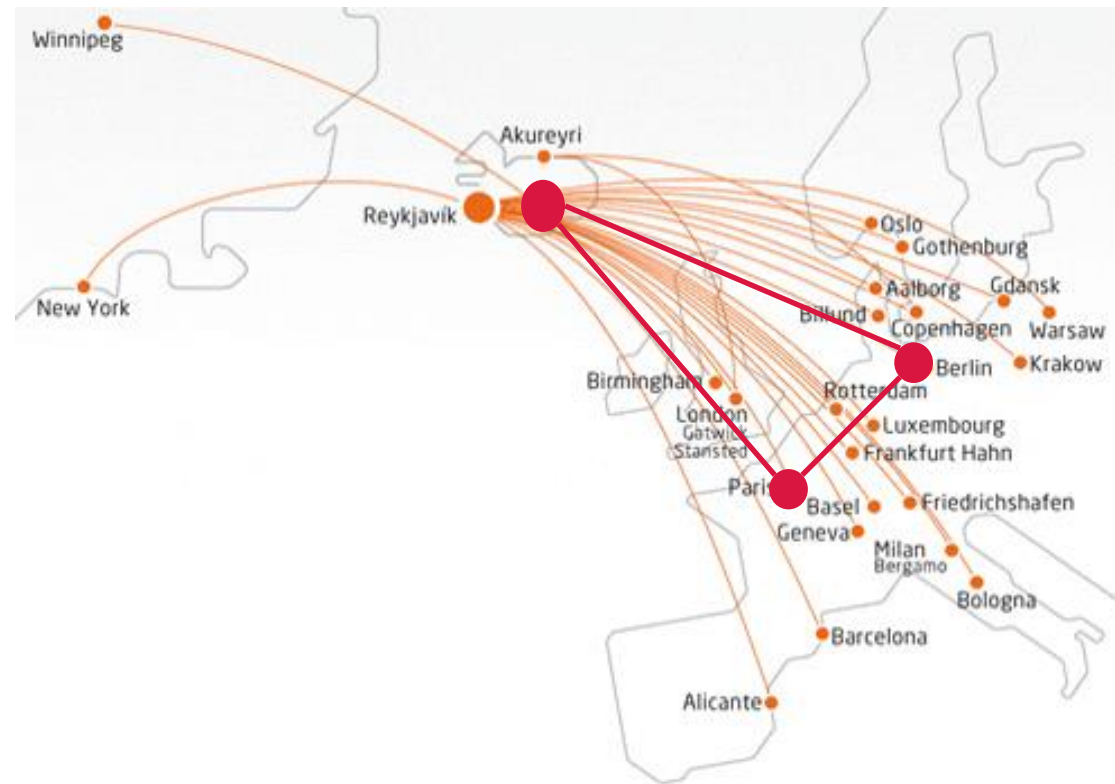 Winnipeg
Akureyri
Reykjavík
New York
Oslo
Gothenburg
Aalborg
Gdansk
Billund
Copenhagen
Warsaw
Berlin
Krakow
Birmingham
Rotterdam
London
Gatwick
Stansted
Luxembourg
Frankfurt Hahn
Paris
Basel
Friedrichshafen
Geneva
Milan
Bergamo
Bologna
Barcelona
Alicante